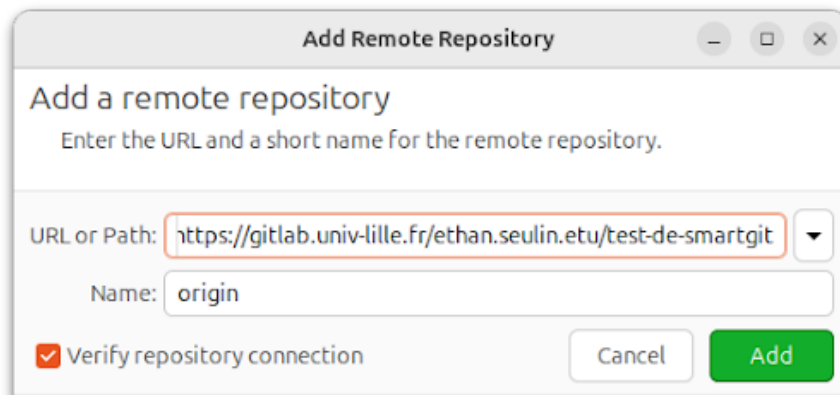 Add Remote Repository
Add a remote repository
Enter the URL and a short name for the remote repository.
URL or Path: https://gitlab.univ-lille.fr/ethan.seulin.etu/test-de-smartgit
Name: origin
Verify repository connection Cancel Add